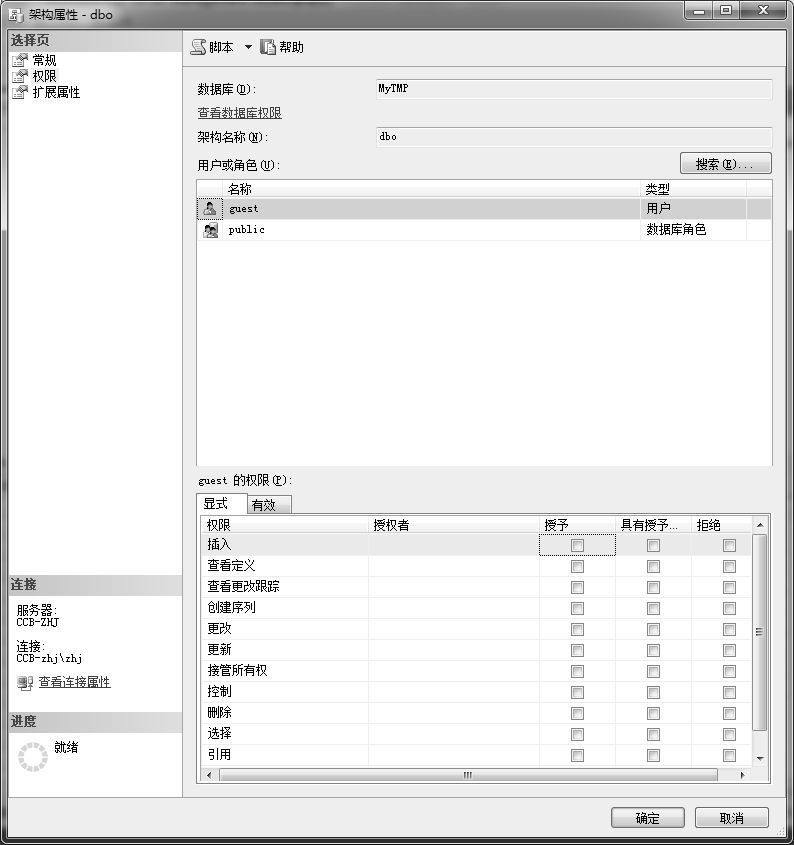 架构属性 - dbo
选择页
常规
权限
扩展属性
脚本
帮助
数据库(D):
MyTMP
查看数据库权限
架构名称(N):
dbo
用户或角色(U):
搜索(E)...
名称 类型
guest 用户
public 数据库角色
guest 的权限(P):
显式 有效
权限 授权者 授予 具有授予... 拒绝
插入
查看定义
查看更改跟踪
创建序列
更改
更新
接管所有权
控制
删除
选择
引用
连接
服务器:
CCB-ZHJ
连接:
CCB-zhj\zhj
查看连接属性
进度
就绪
确定 取消